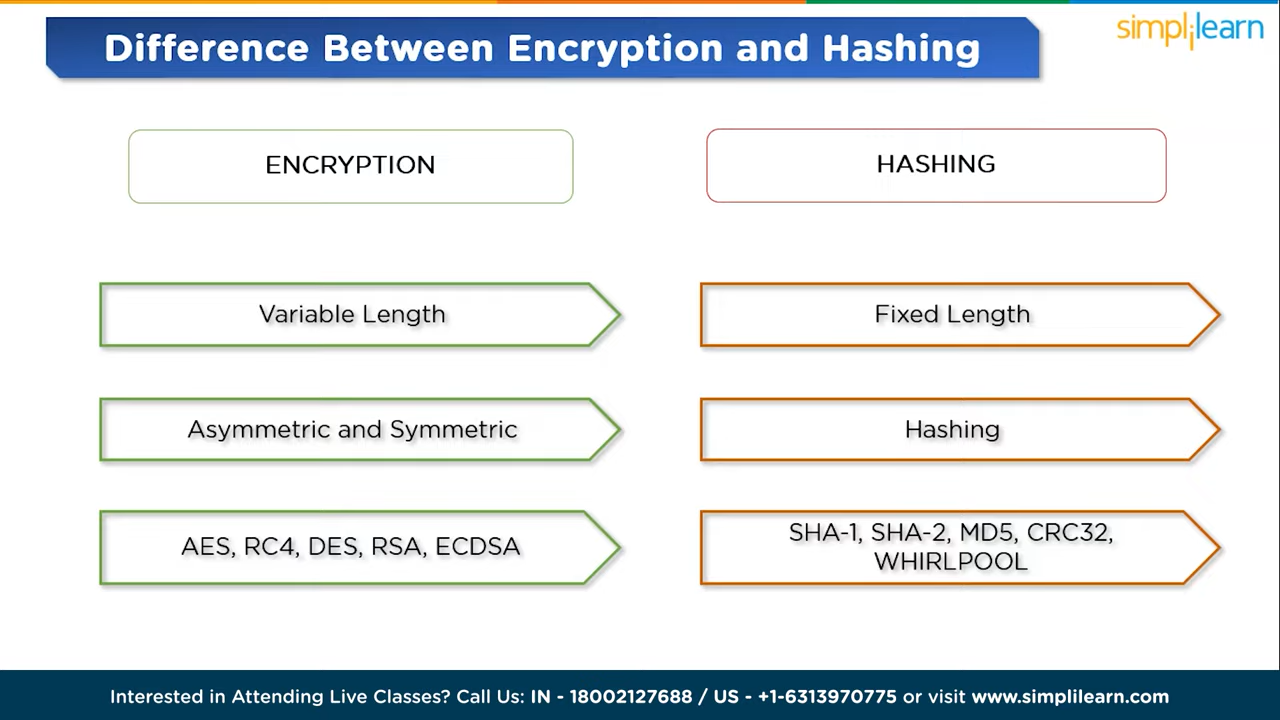 Difference Between Encryption and Hashing
simplilearn
ENCRYPTION
HASHING
Variable Length
Fixed Length
Asymmetric and Symmetric
Hashing
AES, RC4, DES, RSA, ECDSA
SHA-1, SHA-2, MD5, CRC32,
WHIRLPOOL
Interested in Attending Live Classes? Call Us: IN - 18002127688 / US - +1-6313970775 or visit www.simplilearn.com